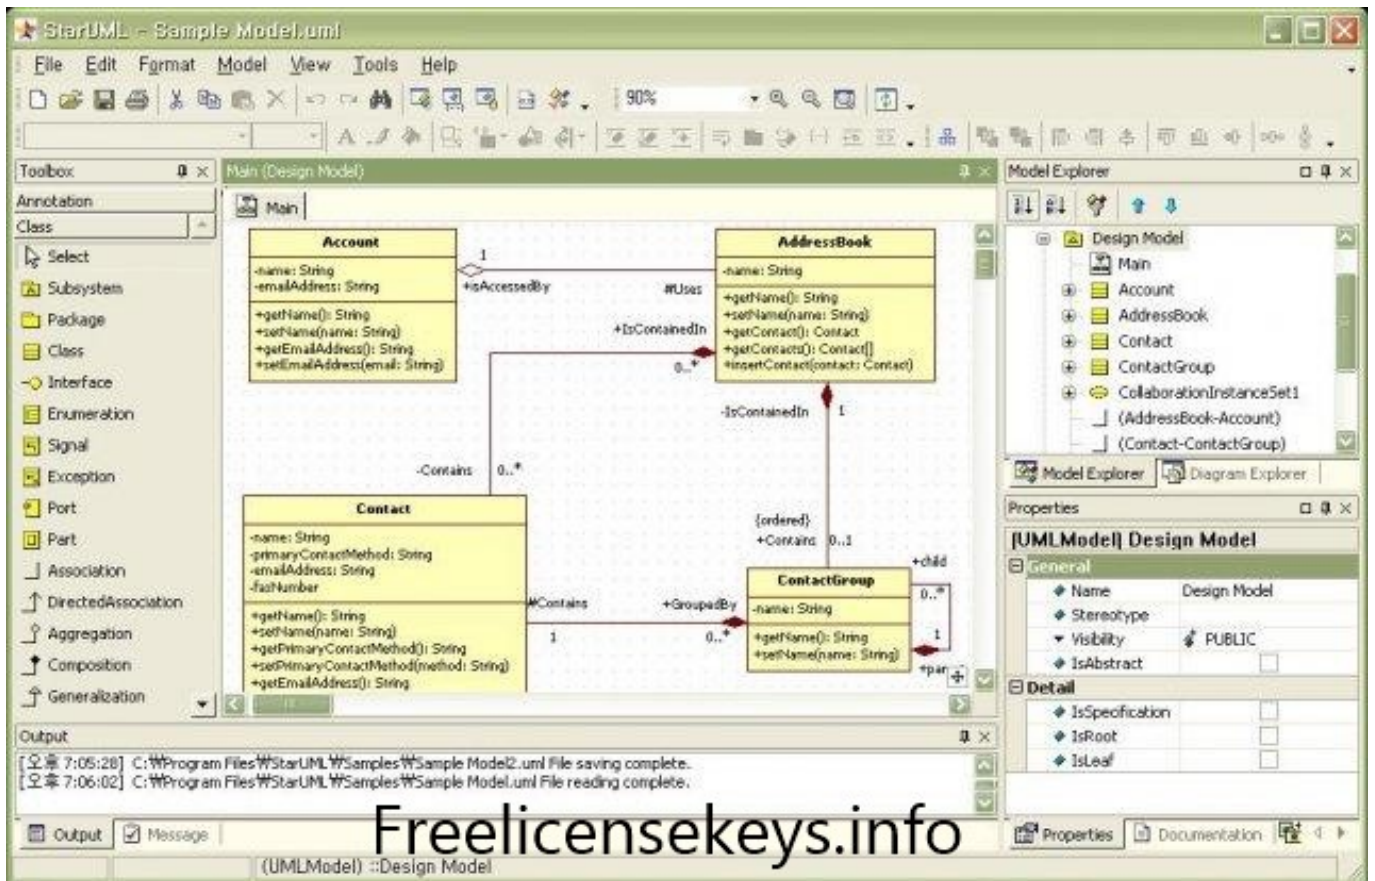 StarUML - Sample Model.uml
File Edit Format Model View Tools Help
90%
Toolbox
Annotation
Class
Select
Subsystem
Package
Class
Interface
Enumeration
Signal
Exception
Port
Part
Association
DirectedAssociation
Aggregation
Composition
Generalization
Main (Design Model)
Main
Account
-name: String
-emailAddress: String
+getName(): String
+setName(name: String)
+getEmailAddress(): String
+setEmailAddress(email: String)
1
+isAccessedBy
#Uses
AddressBook
-name: String
+getName(): String
+setName(name: String)
+getContact(): Contact
+getContacts(): Contact[]
+insertContact(contact: Contact)
+IsContainedIn
0..*
-IsContainedIn
1
-Contains
0..*
Contact
-name: String
-primaryContactMethod: String
-emailAddress: String
-faxNumber
+getName(): String
+setName(name: String)
+getPrimaryContactMethod(): String
+setPrimaryContactMethod(method: String)
+getEmailAddress(): String
{ordered}
+Contains
0..1
#Contains
1
+GroupedBy
0..*
ContactGroup
-name: String
+getName(): String
+setName(name: String)
+child
0..*
1
+par
Model Explorer
Design Model
Main
Account
AddressBook
Contact
ContactGroup
CollaborationInstanceSet1
(AddressBook-Account)
(Contact-ContactGroup)
Model Explorer Diagram Explorer
Properties
[UMLModel] Design Model
General
Name Design Model
Stereotype
Visibility PUBLIC
IsAbstract
Detail
IsSpecification
IsRoot
IsLeaf
Properties Documentation
Output
[오후 7:05:28] C:₩Program Files₩StarUML₩Samples₩Sample Model2.uml File saving complete.
[오후 7:06:02] C:₩Program Files₩StarUML₩Samples₩Sample Model.uml File reading complete.
Output Message
Freelicensekeys.info
(UMLModel) ::Design Model